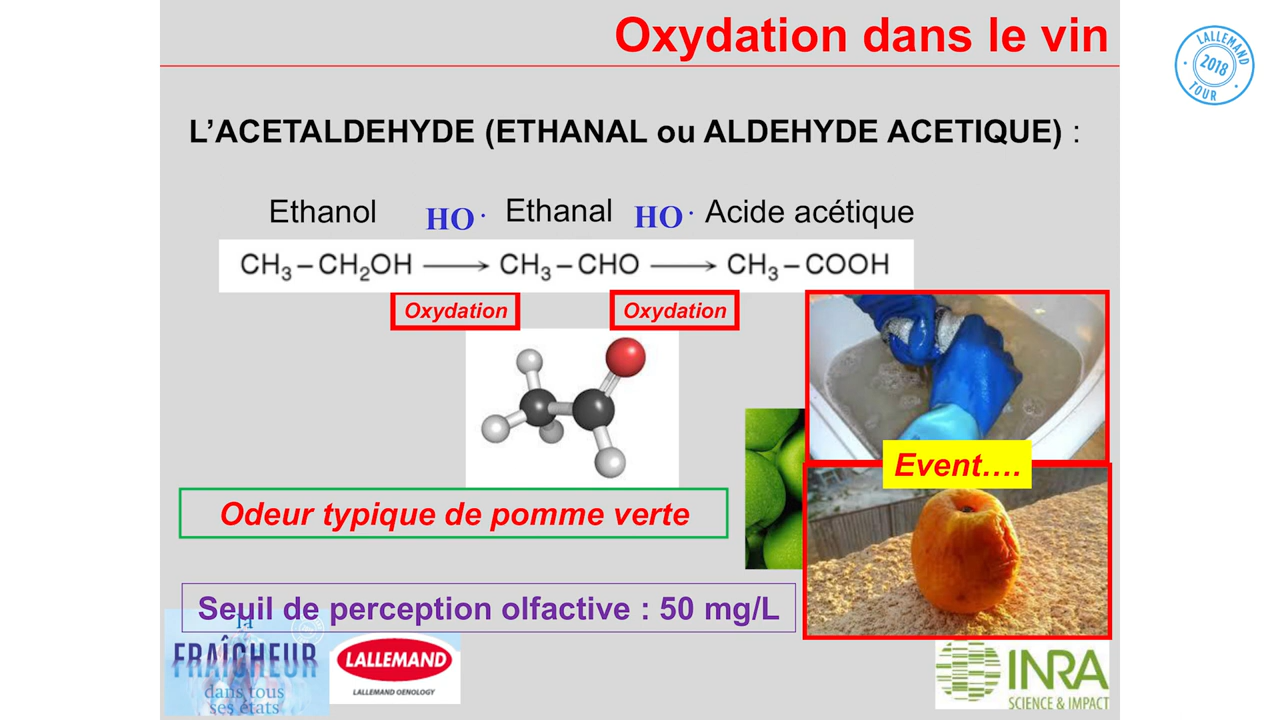 Oxydation dans le vin
LALLEMAND
2018
TOUR
L’ACETALDEHYDE (ETHANAL ou ALDEHYDE ACETIQUE) :
Ethanol HO· Ethanal HO· Acide acétique
CH₃–CH₂OH ⟶ CH₃–CHO ⟶ CH₃–COOH
Oxydation Oxydation
Event….
Odeur typique de pomme verte
Seuil de perception olfactive : 50 mg/L
la
FRAÎCHEUR
dans tous
ses états
LALLEMAND
LALLEMAND OENOLOGY
INRA
SCIENCE & IMPACT